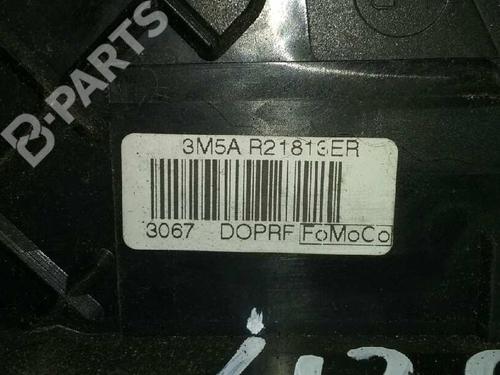 B-PARTS
3M5A R21813ER
3067 DOPRF FoMoCo